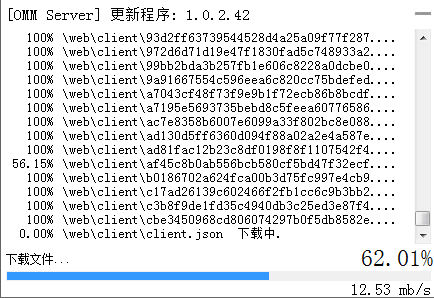 [OMM Server] 更新程序: 1.0.2.42
100% \web\client\93d2ff63739544528d4a25a09f77f287....
100% \web\client\972d6d71d19e47f1830fad5c748933a2....
100% \web\client\99bb2bda3b257fb1e606c8228a0dcbe0....
100% \web\client\9a91667554c596eea6c820cc75bdefed....
100% \web\client\a7043cf48f73f9e9b1f72ecb86b8bcdf....
100% \web\client\a7195e5693735bebd8c5feea60776586....
100% \web\client\ac7e8358b6007e6099a33f802bc8e088....
100% \web\client\ad130d5ff6360d094f88a02a2e4a587e....
100% \web\client\ad81fac12b23c8df0198f8f1107542f4....
56.15% \web\client\af45c8b0ab556bcb580cf5bd47f32ecf....
100% \web\client\b0186702a624fca00b3d75fc997e4cb9....
100% \web\client\c17ad26139c602466f2fb1cc6c9b3bb2....
100% \web\client\c3b8f9de1fd35c4940db3c25ed3e87f4....
100% \web\client\cbe3450968cd806074297b0f5db8582e....
0.00% \web\client\client.json 下载中.
下载文件... 62.01%
12.53 mb/s